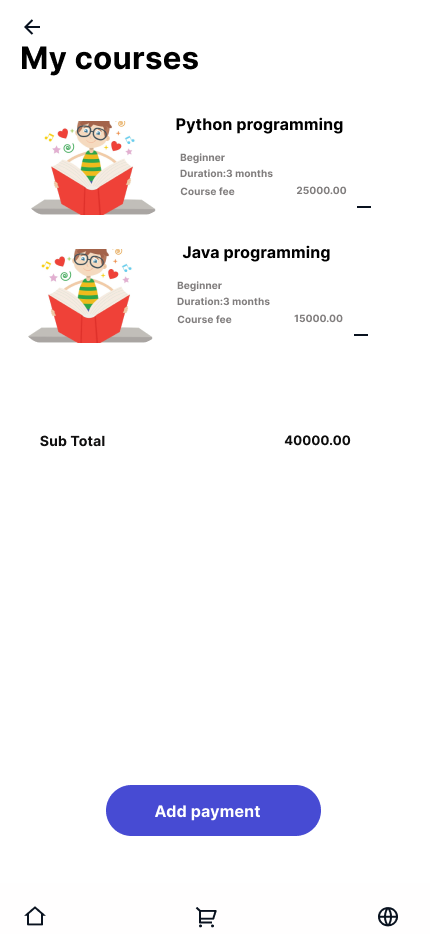 My courses
Python programming
Beginner
Duration:3 months
Course fee 25000.00
Java programming
Beginner
Duration:3 months
Course fee 15000.00
Sub Total 40000.00
Add payment